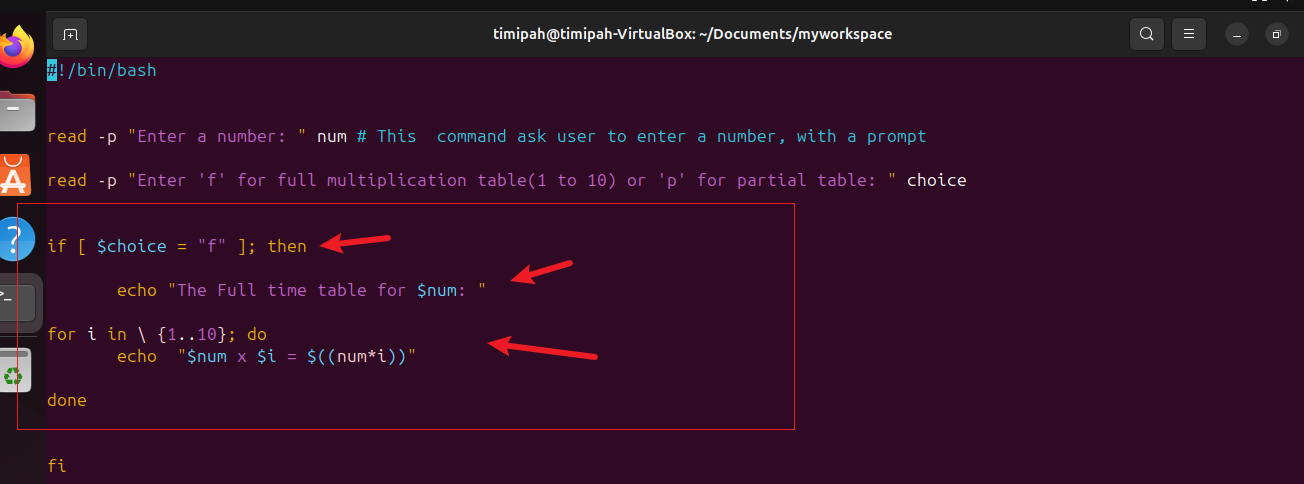 timipah@timipah-VirtualBox: ~/Documents/myworkspace
#!/bin/bash
read -p "Enter a number: " num # This  command ask user to enter a number, with a prompt
read -p "Enter 'f' for full multiplication table(1 to 10) or 'p' for partial table: " choice
if [ $choice = "f" ]; then
echo "The Full time table for $num: "
for i in \ {1..10}; do
echo  "$num x $i = $((num*i))"
done
fi